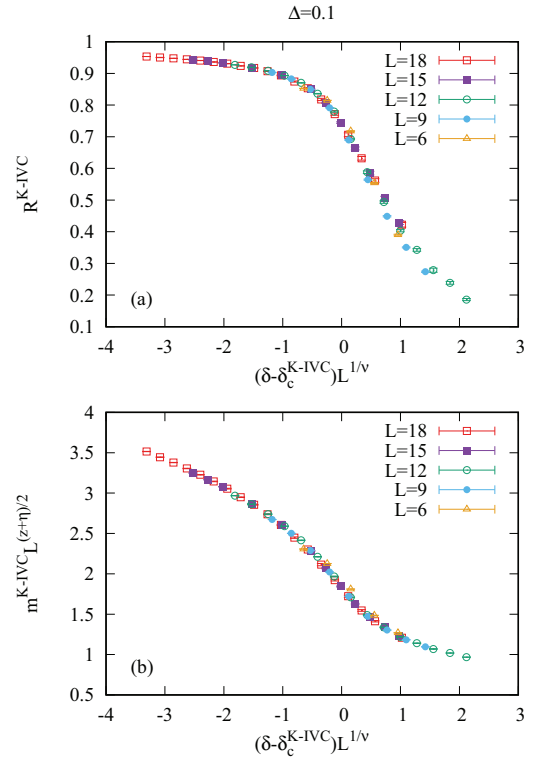 Δ=0.1
1
0.9
0.8
0.7
0.6
0.5
0.4
0.3
0.2
0.1
R^{K-IVC}
L=18
L=15
L=12
L=9
L=6
(a)
-4 -3 -2 -1 0 1 2 3
(δ-δ_c^{K-IVC})L^{1/ν}
4
3.5
3
2.5
2
1.5
1
0.5
m^{K-IVC}L^{(z+η)/2}
L=18
L=15
L=12
L=9
L=6
(b)
-4 -3 -2 -1 0 1 2 3
(δ-δ_c^{K-IVC})L^{1/ν}